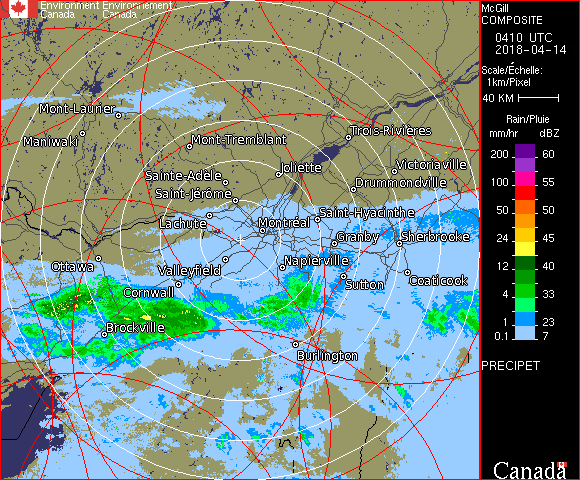 Environment Environnement
Canada Canada
McGill
COMPOSITE
0410 UTC
2018-04-14
Scale/Échelle:
1km/Pixel
40 KM
Rain/Pluie
mm/hr dBZ
200 60
100 55
50 50
24 45
12 40
4 33
1 23
0.1 7
PRECIPET
Canada
Mont-Laurier
Maniwaki
Mont-Tremblant
Trois-Rivières
Sainte-Adèle
Joliette
Victoriaville
Saint-Jérôme
Drummondville
Lachute
Montréal
Saint-Hyacinthe
Granby
Sherbrooke
Ottawa
Valleyfield
Napierville
Cornwall
Sutton
Coaticook
Brockville
Burlington